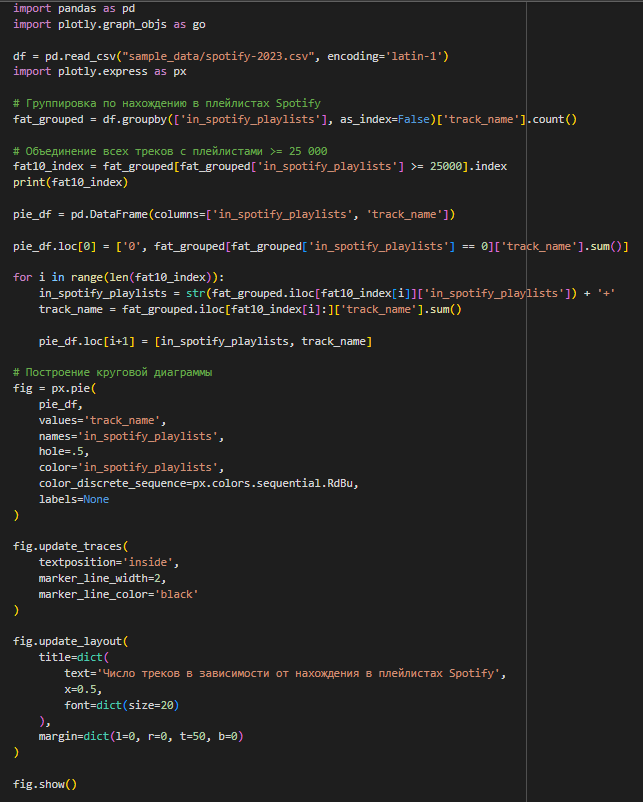 import pandas as pd
import plotly.graph_objs as go
df = pd.read_csv("sample_data/spotify-2023.csv", encoding='latin-1')
import plotly.express as px
# Группировка по нахождению в плейлистах Spotify
fat_grouped = df.groupby(['in_spotify_playlists'], as_index=False)['track_name'].count()
# Объединение всех треков с плейлистами >= 25 000
fat10_index = fat_grouped[fat_grouped['in_spotify_playlists'] >= 25000].index
print(fat10_index)
pie_df = pd.DataFrame(columns=['in_spotify_playlists', 'track_name'])
pie_df.loc[0] = ['0', fat_grouped[fat_grouped['in_spotify_playlists'] == 0]['track_name'].sum()]
for i in range(len(fat10_index)):
    in_spotify_playlists = str(fat_grouped.iloc[fat10_index[i]]['in_spotify_playlists']) + '+'
    track_name = fat_grouped.iloc[fat10_index[i]:]['track_name'].sum()
    pie_df.loc[i+1] = [in_spotify_playlists, track_name]
# Построение круговой диаграммы
fig = px.pie(
    pie_df,
    values='track_name',
    names='in_spotify_playlists',
    hole=.5,
    color='in_spotify_playlists',
    color_discrete_sequence=px.colors.sequential.RdBu,
    labels=None
)
fig.update_traces(
    textposition='inside',
    marker_line_width=2,
    marker_line_color='black'
)
fig.update_layout(
    title=dict(
        text='Число треков в зависимости от нахождения в плейлистах Spotify',
        x=0.5,
        font=dict(size=20)
    ),
    margin=dict(l=0, r=0, t=50, b=0)
)
fig.show()